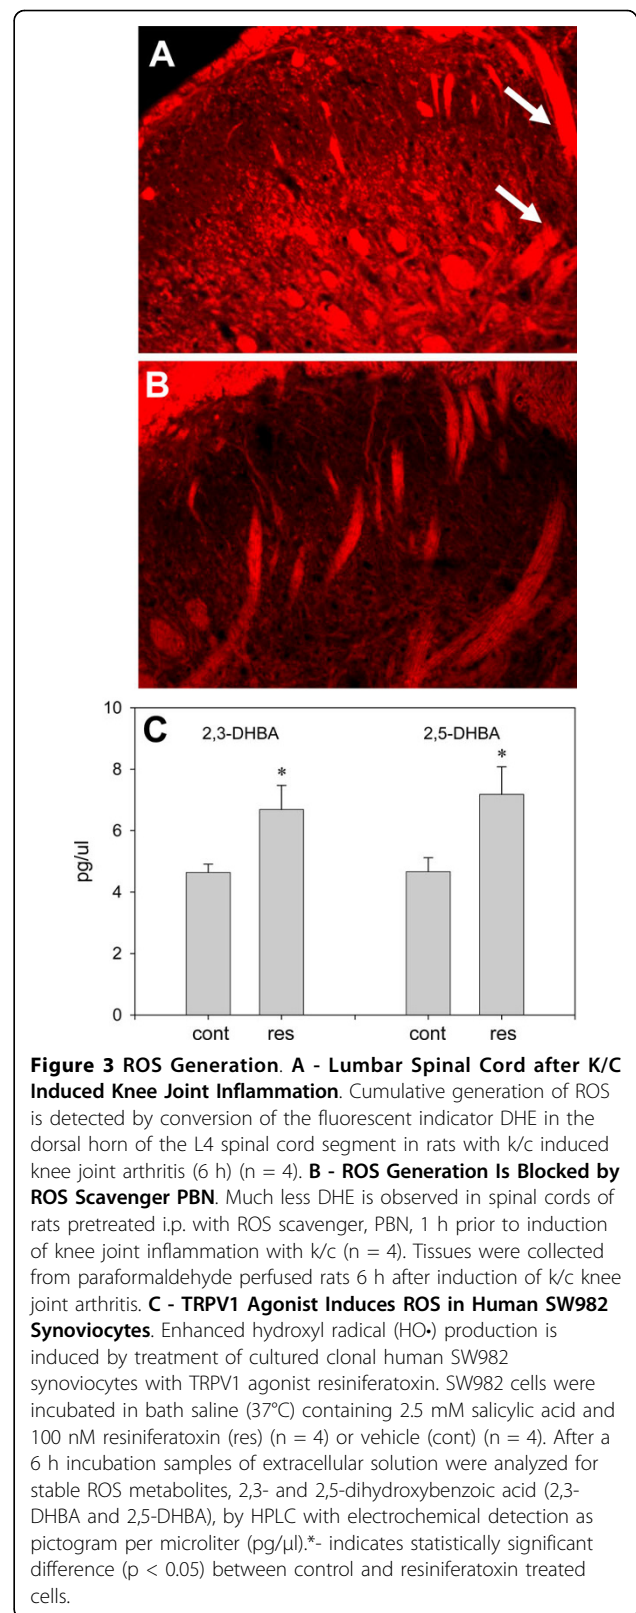 A
B
10
8
6
4
2
0
pg/ul
C
2,3-DHBA
2,5-DHBA
*
*
cont
res
cont
res
Figure 3 ROS Generation. A - Lumbar Spinal Cord after K/C
Induced Knee Joint Inflammation. Cumulative generation of ROS
is detected by conversion of the fluorescent indicator DHE in the
dorsal horn of the L4 spinal cord segment in rats with k/c induced
knee joint arthritis (6 h) (n = 4). B - ROS Generation Is Blocked by
ROS Scavenger PBN. Much less DHE is observed in spinal cords of
rats pretreated i.p. with ROS scavenger, PBN, 1 h prior to induction
of knee joint inflammation with k/c (n = 4). Tissues were collected
from paraformaldehyde perfused rats 6 h after induction of k/c knee
joint arthritis. C - TRPV1 Agonist Induces ROS in Human SW982
Synoviocytes. Enhanced hydroxyl radical (HO•) production is
induced by treatment of cultured clonal human SW982
synoviocytes with TRPV1 agonist resiniferatoxin. SW982 cells were
incubated in bath saline (37°C) containing 2.5 mM salicylic acid and
100 nM resiniferatoxin (res) (n = 4) or vehicle (cont) (n = 4). After a
6 h incubation samples of extracellular solution were analyzed for
stable ROS metabolites, 2,3- and 2,5-dihydroxybenzoic acid (2,3-
DHBA and 2,5-DHBA), by HPLC with electrochemical detection as
pictogram per microliter (pg/µl).*- indicates statistically significant
difference (p < 0.05) between control and resiniferatoxin treated
cells.